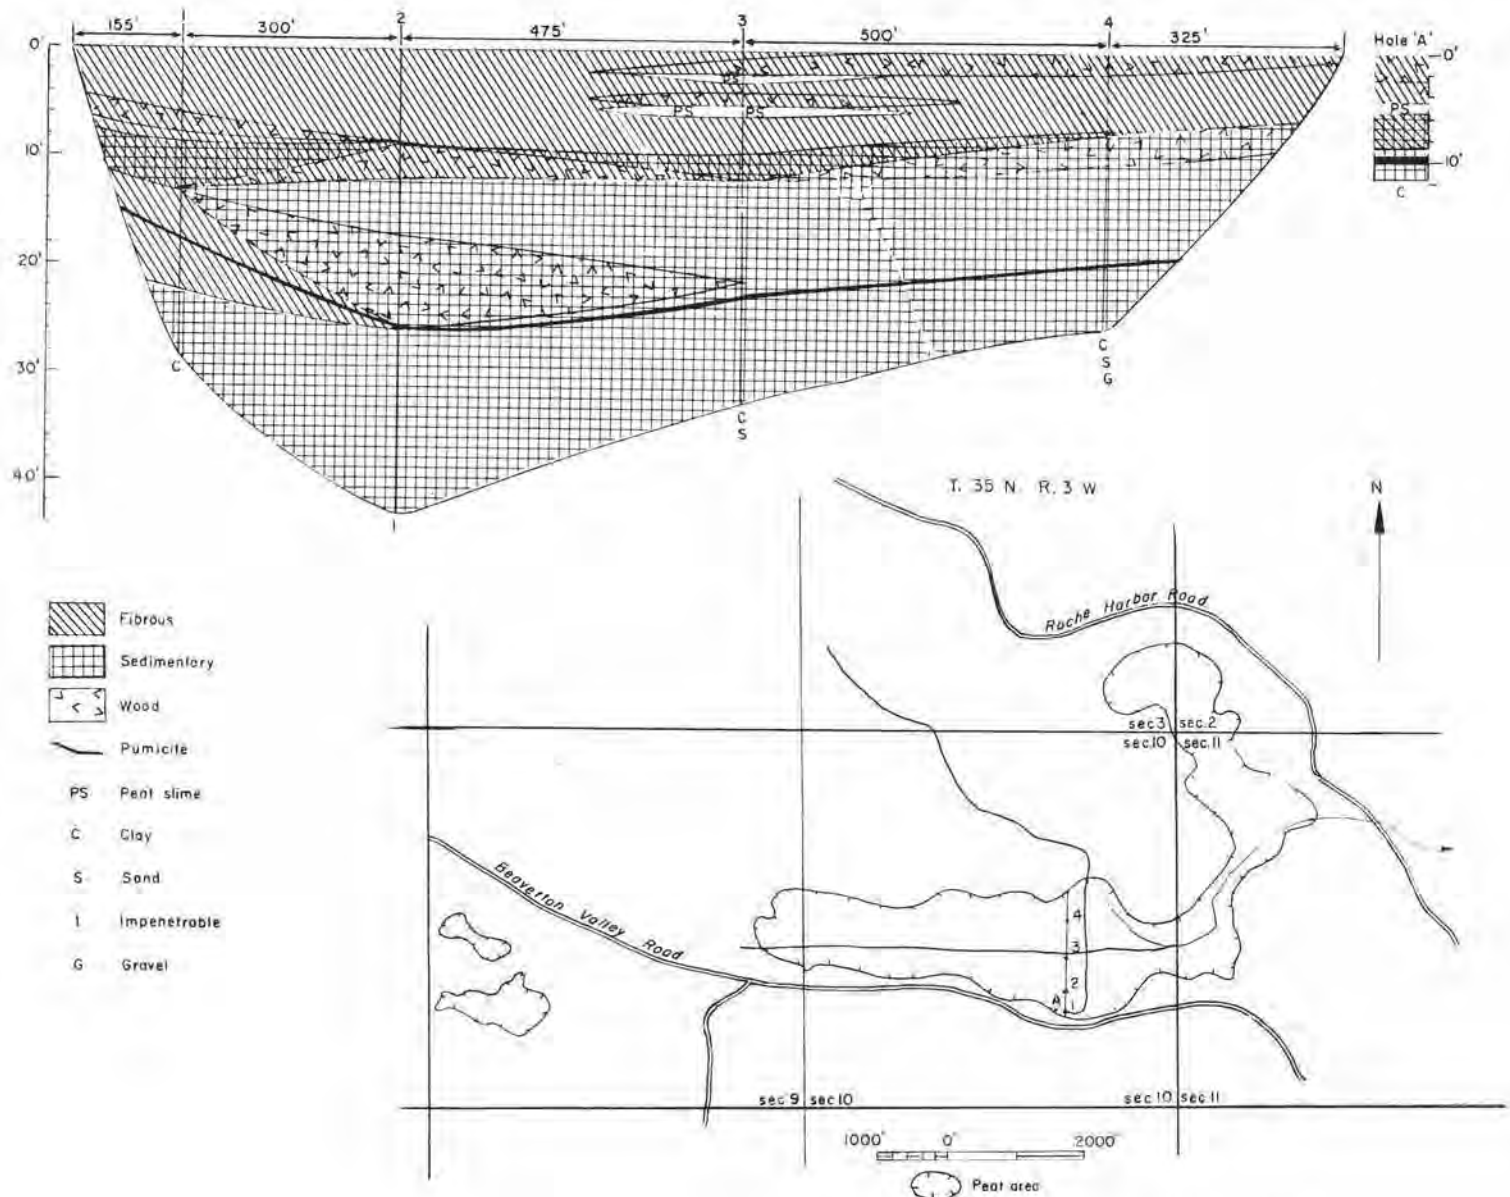 1 2 3 4
155' 300' 475' 500' 325'
Hole 'A'
0'
10'
20'
30'
40'
PS
PS PS
C
I
C
S
C
S
G
0'
PS
10'
C
Fibrous
Sedimentary
Wood
Pumicite
PS Peat slime
C Clay
S Sand
I Impenetrable
G Gravel
T. 35 N. R. 3 W
N
Roche Harbor Road
sec.3 sec.2
sec.10 sec.11
Beaverton Valley Road
4
3
2
A 1
sec 9 sec 10
sec 10 sec. 11
1000' 0' 2000'
Peat area